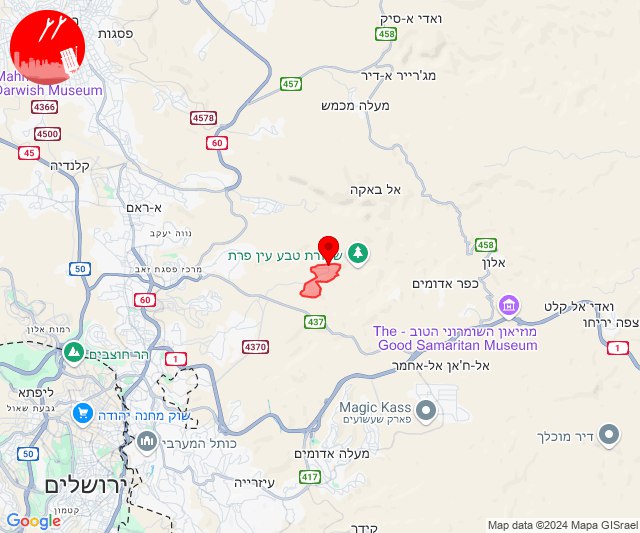 ואדי א-סיק
פסגות
458
מג'רייר א-דיר
457
Darwish Museum
4366
מעלה מכמש
4578
4500
60
45
קלנדיה
אל באקה
א-ראם
נווה יעקב
458
טבע עין פרת
אלון
50
מרכז פסגת זאב
כפר אדומים
60
ואדי אל קלט
צפה יריחו
437
רמות אלון
The - מוזיאון השומרוני הטוב
Good Samaritan Museum
4370
1
הר חוצבים
1
אל-ח'אן אל-אחמר
ליפתא
גבעת שאול
Magic Kass
פארק שעשועים
שוק מחנה יהודה
כותל המערבי
דיר מוכלך
50
מעלה אדומים
417
עיזרייה
ירושלים
קטמון
קידר
Google
Map data ©2024 Mapa GISrael